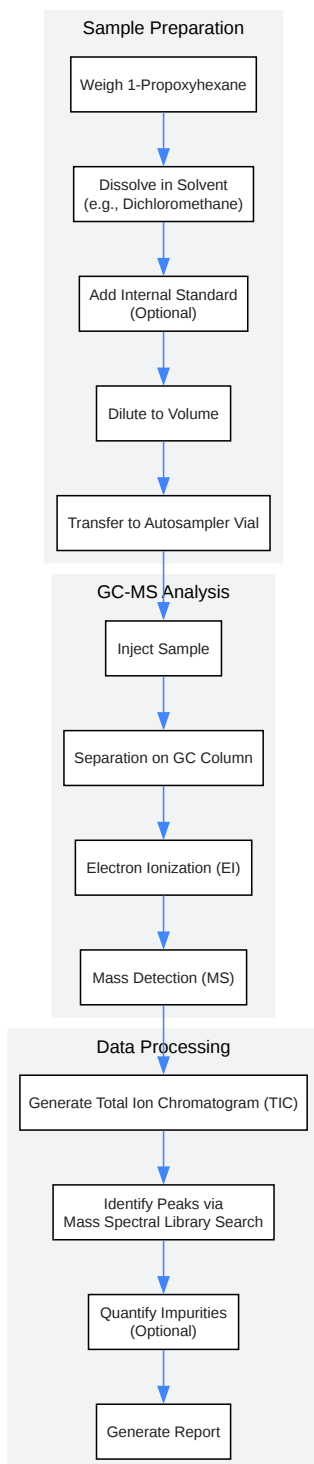 Sample Preparation
Weigh 1-Propoxyhexane
Dissolve in Solvent
(e.g., Dichloromethane)
Add Internal Standard
(Optional)
Dilute to Volume
Transfer to Autosampler Vial
GC-MS Analysis
Inject Sample
Separation on GC Column
Electron Ionization (EI)
Mass Detection (MS)
Data Processing
Generate Total Ion Chromatogram (TIC)
Identify Peaks via
Mass Spectral Library Search
Quantify Impurities
(Optional)
Generate Report